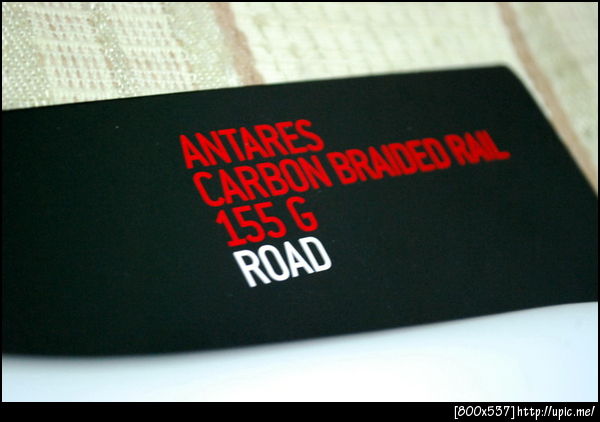 ANTARES
CARBON BRAIDED RAIL
155 G
ROAD
[800x537] http://upic.me/